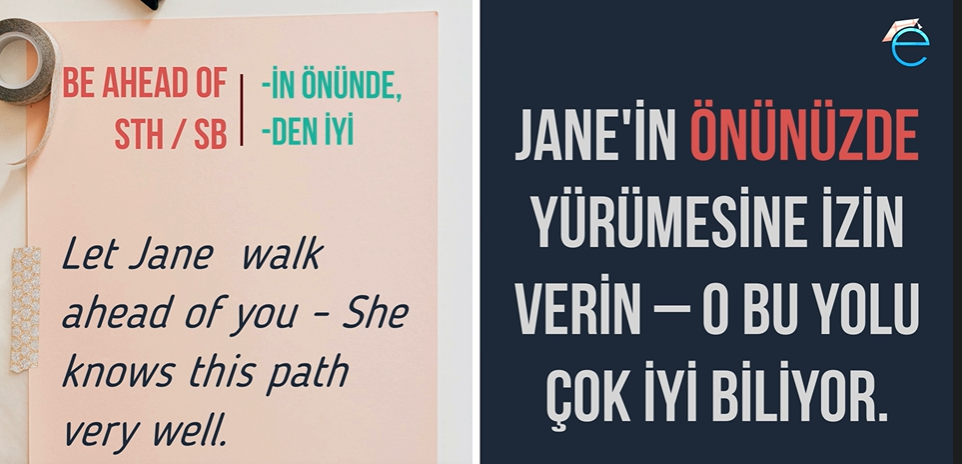 BE AHEAD OF
STH / SB
-İN ÖNÜNDE,
-DEN İYİ
Let Jane walk
ahead of you - She
knows this path
very well.
e
JANE'İN ÖNÜNÜZDE
YÜRÜMESİNE İZİN
VERİN – O BU YOLU
ÇOK İYİ BİLİYOR.